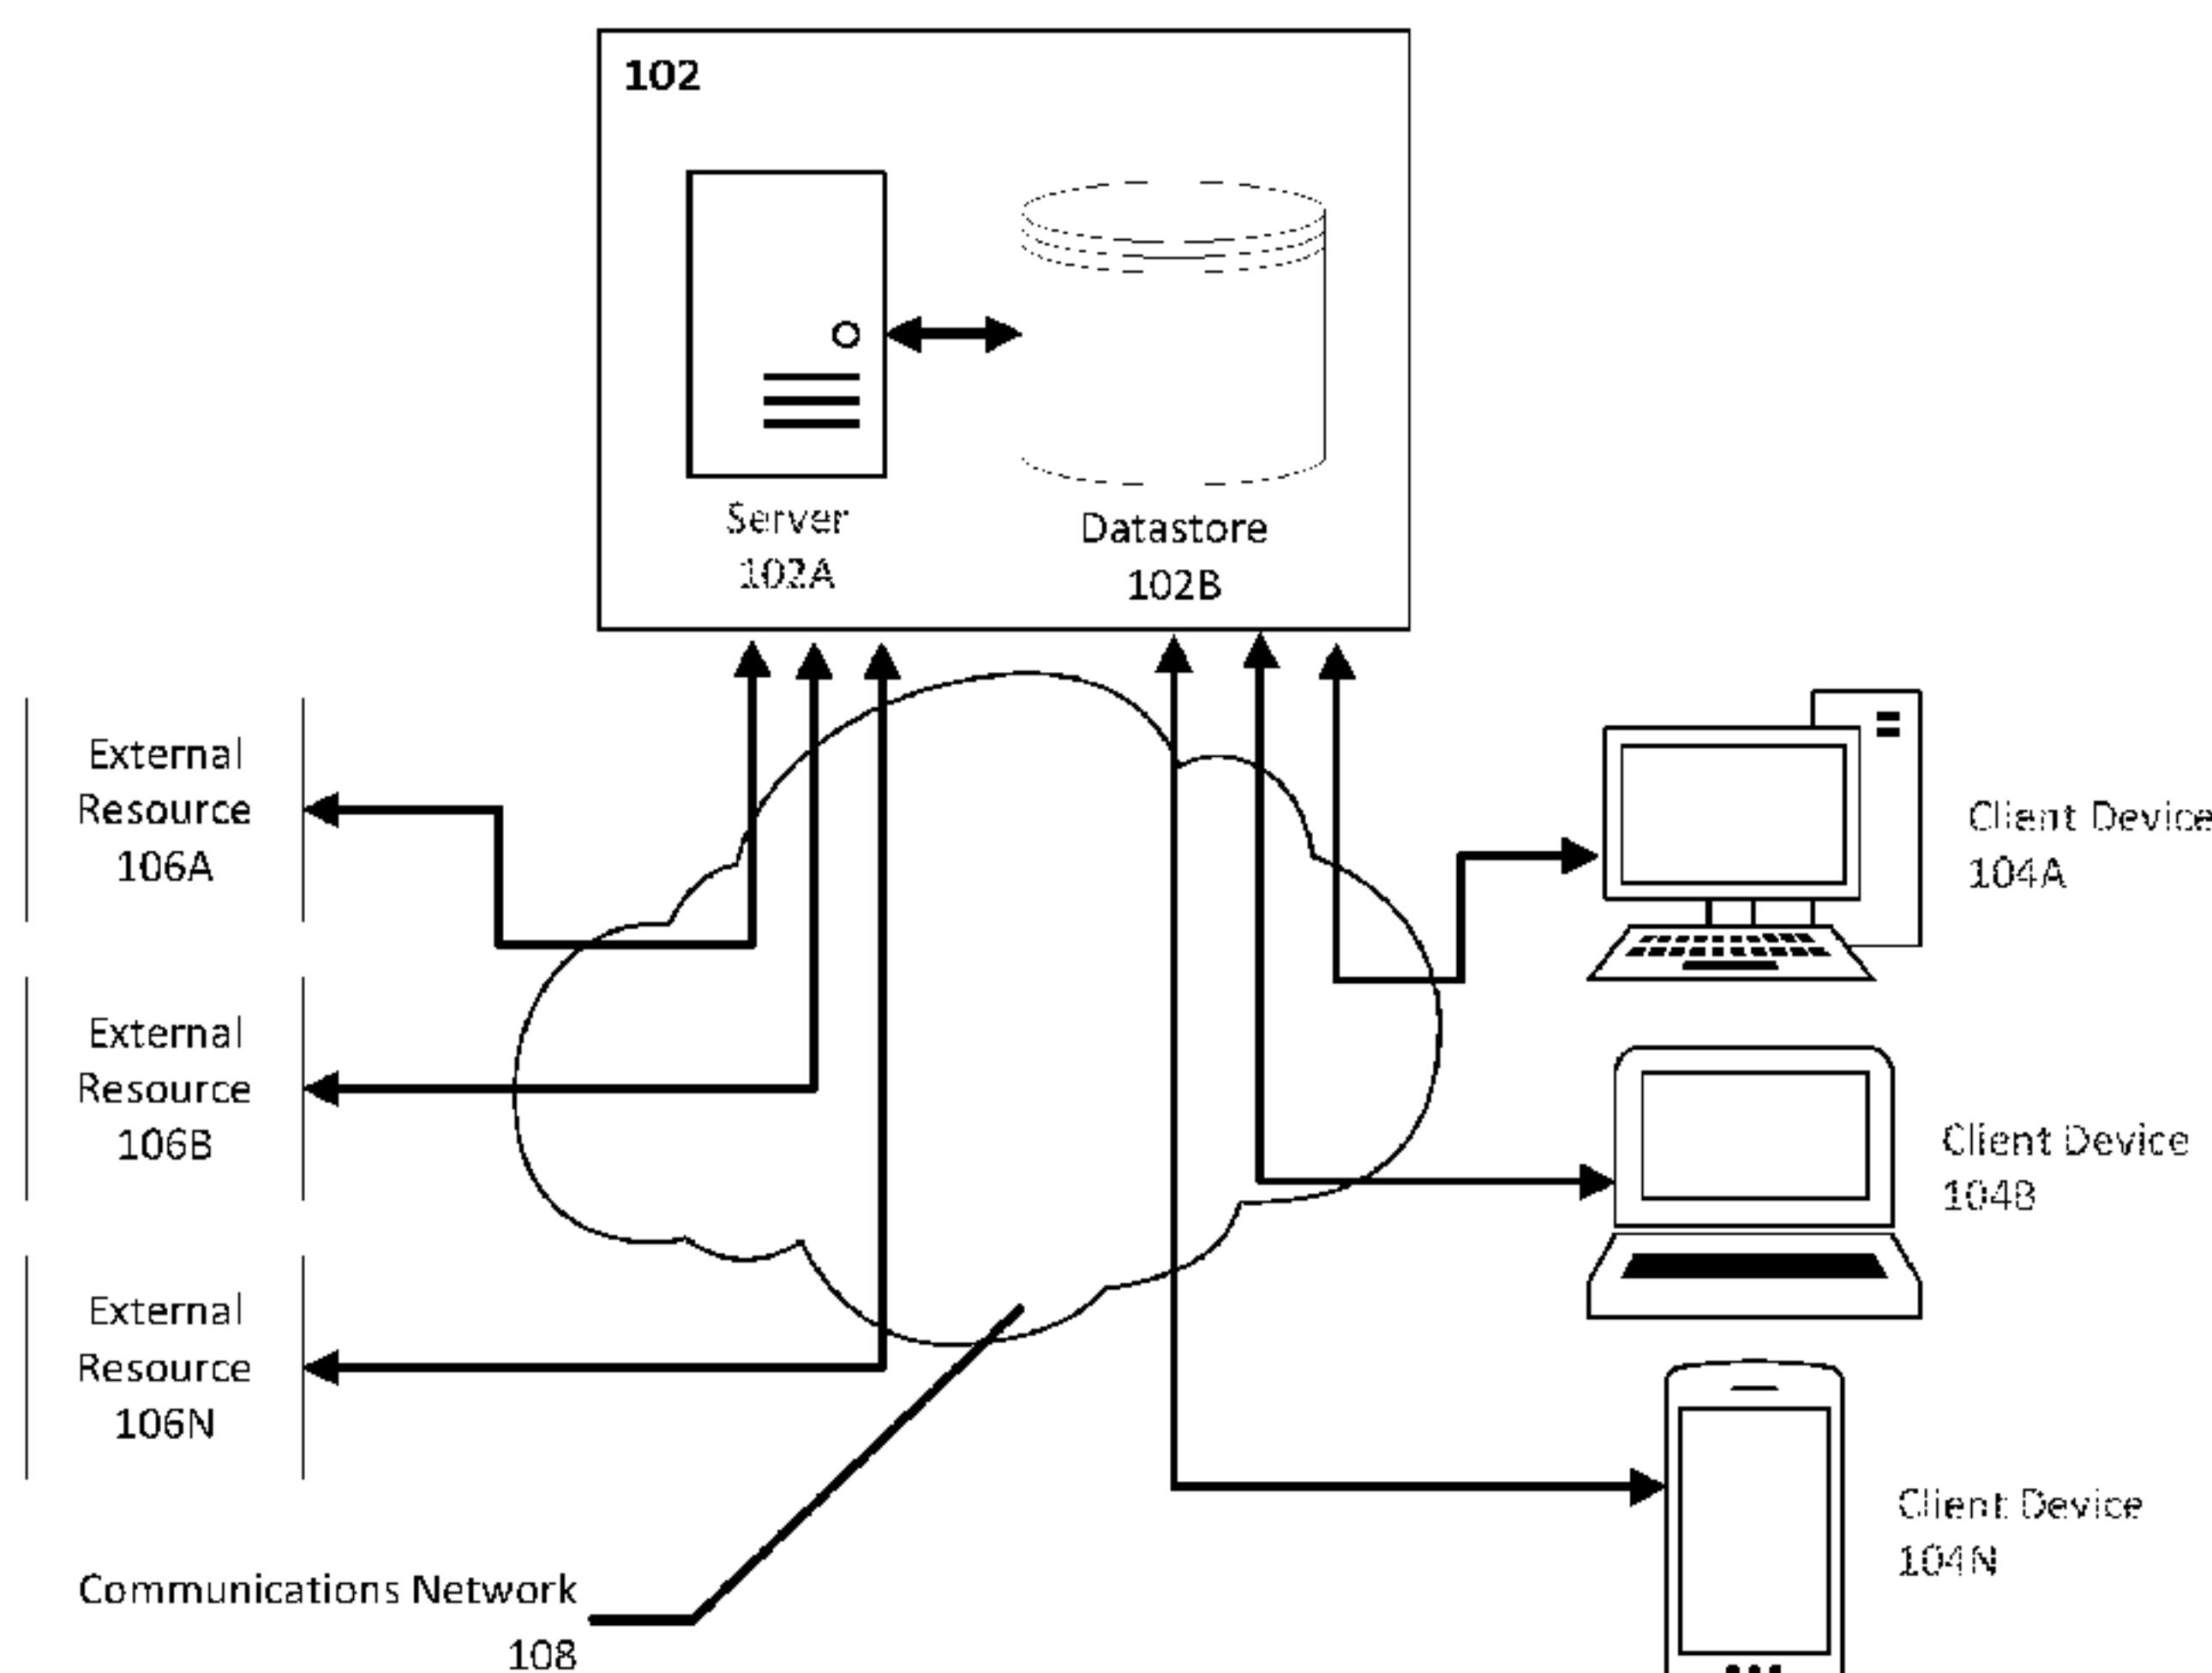 102
Server
102A
Datastore
102B
External
Resource
106A
External
Resource
106B
External
Resource
106N
Client Device
104A
Client Device
104B
Client Device
104N
Communications Network
108